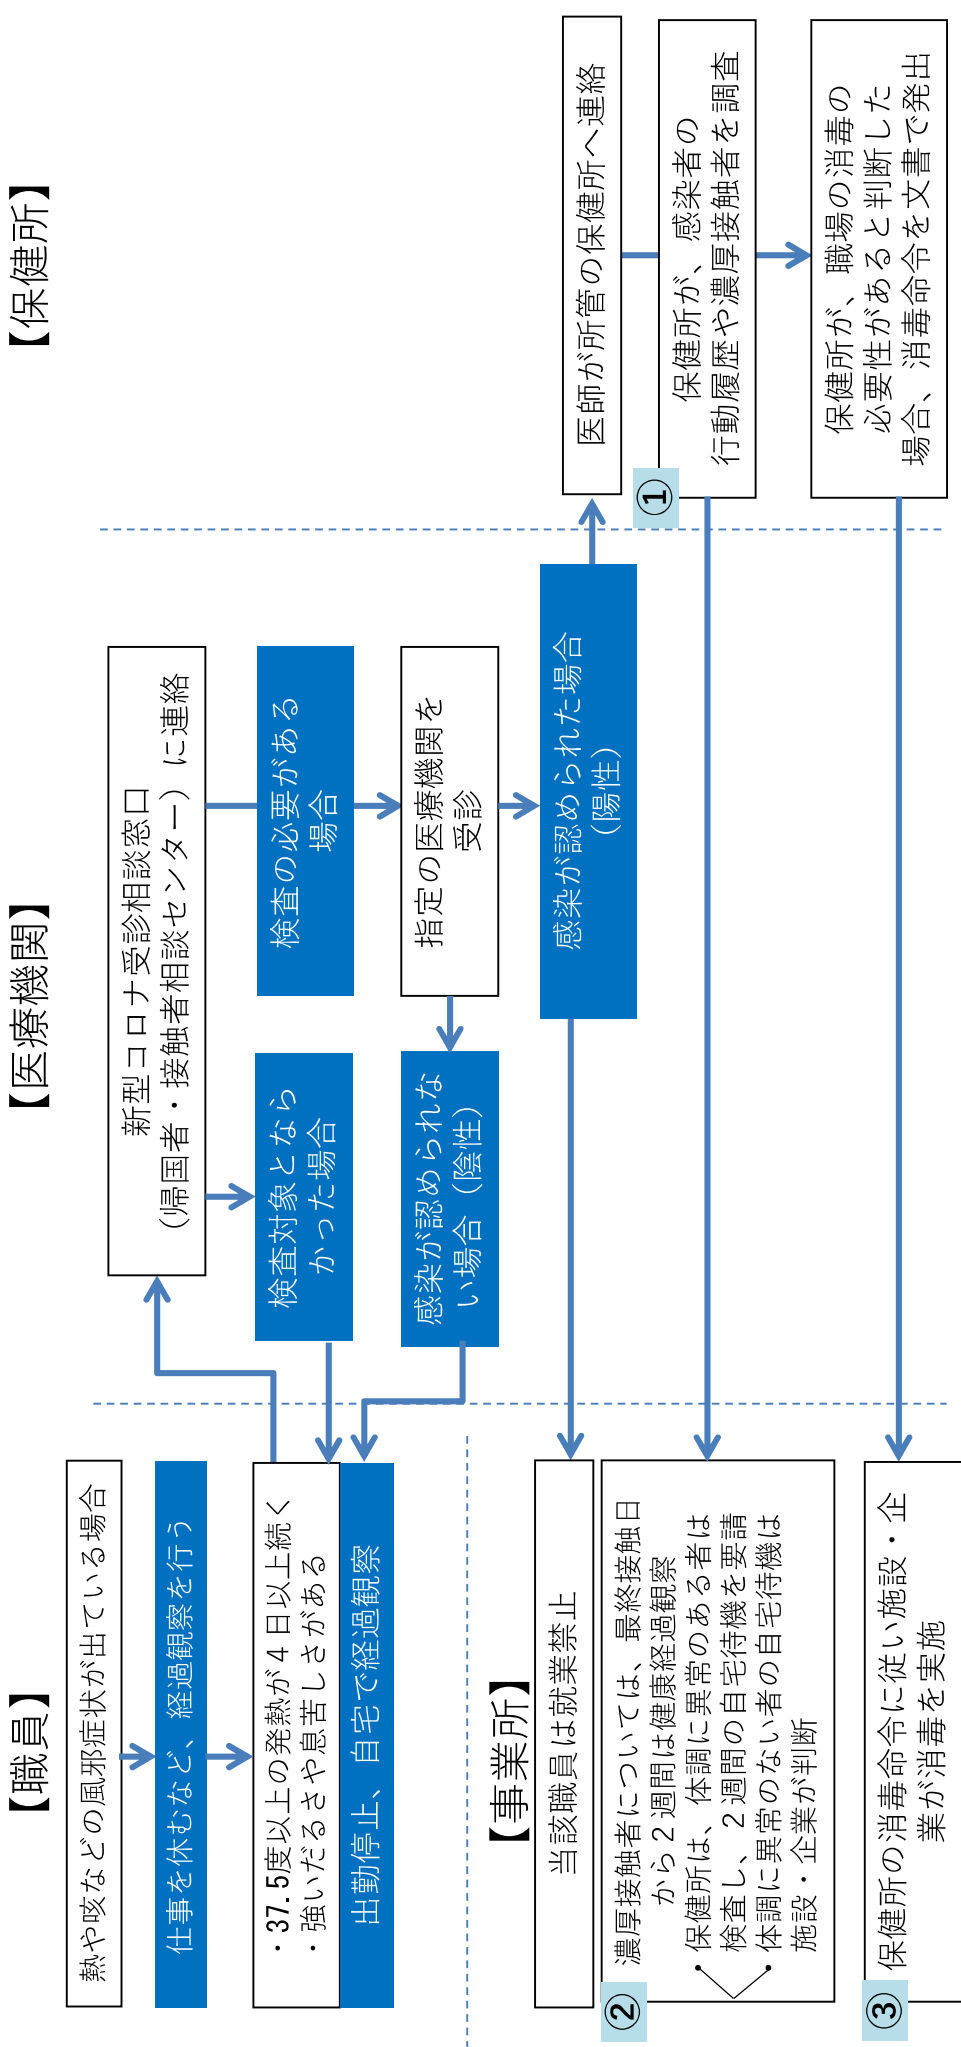 【職員】
熱や咳などの風邪症状が出ている場合
仕事を休むなど、経過観察を行う
・37.5度以上の発熱が４日以上続く
・強いだるさや息苦しさがある
出勤停止、自宅で経過観察
【医療機関】
新型コロナ受診相談窓口
（帰国者・接触者相談センター）に連絡
検査対象となら
かった場合
検査の必要がある
場合
指定の医療機関を
受診
感染が認められな
い場合（陰性）
感染が認められた場合
（陽性）
【保健所】
医師が所管の保健所へ連絡
①
保健所が、感染者の
行動履歴や濃厚接触者を調査
保健所が、職場の消毒の
必要性があると判断した
場合、消毒命令を文書で発出
【事業所】
当該職員は就業禁止
②
濃厚接触者については、最終接触日
から２週間は健康経過観察
保健所は、体調に異常のある者は
検査し、２週間の自宅待機を要請
体調に異常のない者の自宅待機は
施設・企業が判断
③
保健所の消毒命令に従い施設・企
業が消毒を実施